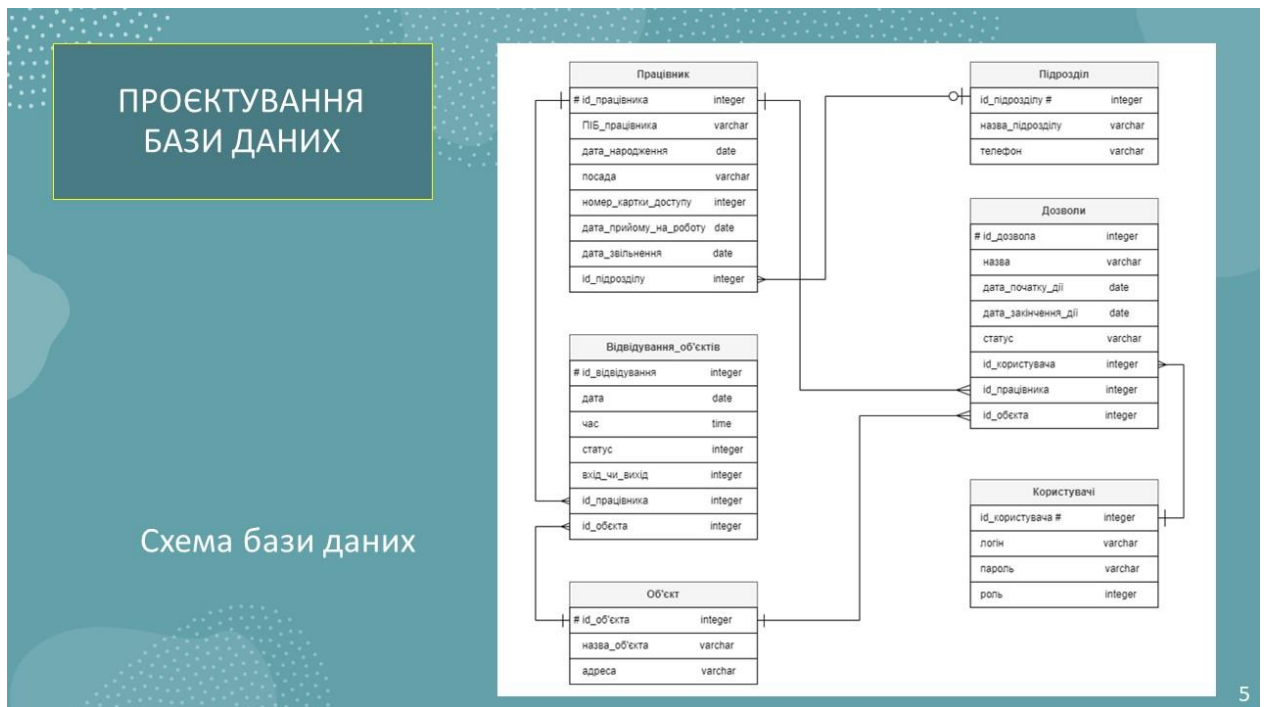 ПРОЄКТУВАННЯ
БАЗИ ДАНИХ
Схема бази даних
Працівник
# id_працівника integer
ПІБ_працівника varchar
дата_народження date
посада varchar
номер_картки_доступу integer
дата_прийому_на_роботу date
дата_звільнення date
id_підрозділу integer
Відвідування_об'єктів
# id_відвідування integer
дата date
час time
статус integer
вхід_чи_вихід integer
id_працівника integer
id_обєкта integer
Об'єкт
# id_об'єкта integer
назва_об'єкта varchar
адреса varchar
Підрозділ
id_підрозділу # integer
назва_підрозділу varchar
телефон varchar
Дозволи
# id_дозвола integer
назва varchar
дата_початку_дії date
дата_закінчення_дії date
статус varchar
id_користувача integer
id_працівника integer
id_обєкта integer
Користувачі
id_користувача # integer
логін varchar
пароль varchar
роль integer
5